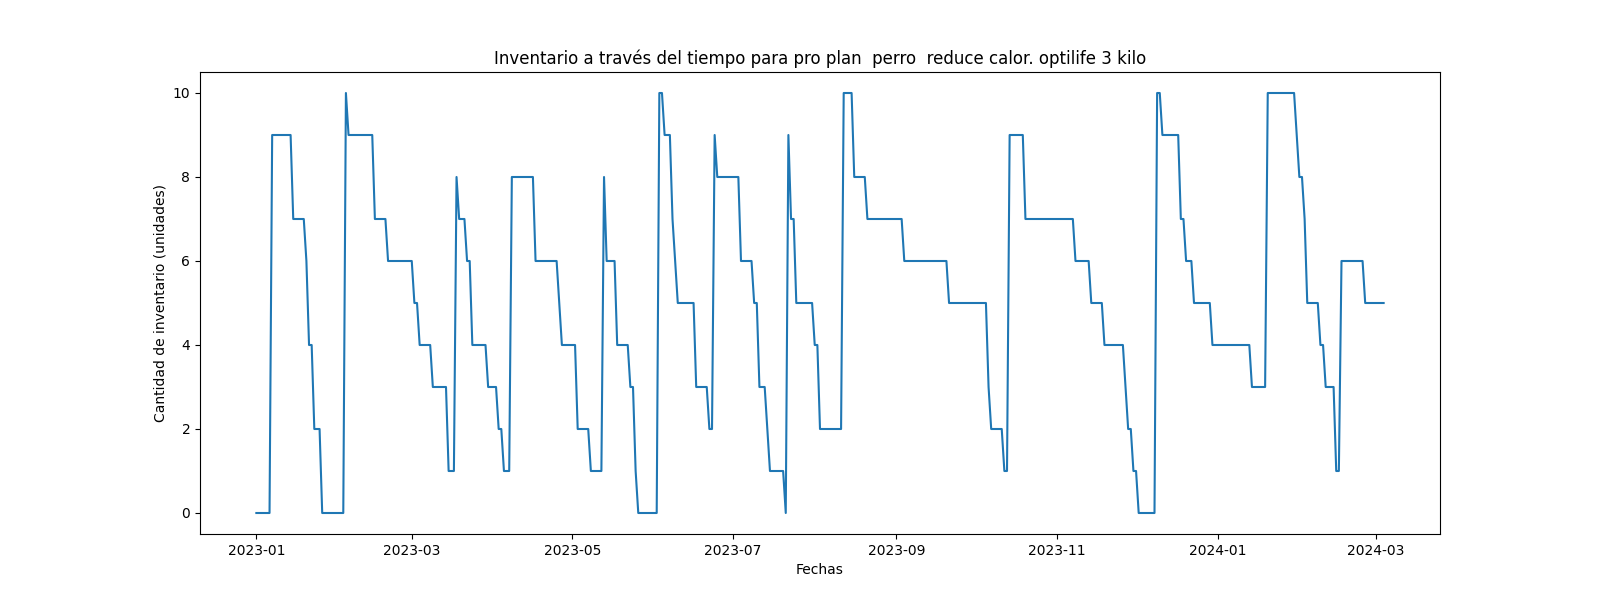 Inventario a través del tiempo para pro plan  perro  reduce calor. optilife 3 kilo
Cantidad de inventario (unidades)
10
8
6
4
2
0
2023-01 2023-03 2023-05 2023-07 2023-09 2023-11 2024-01 2024-03
Fechas